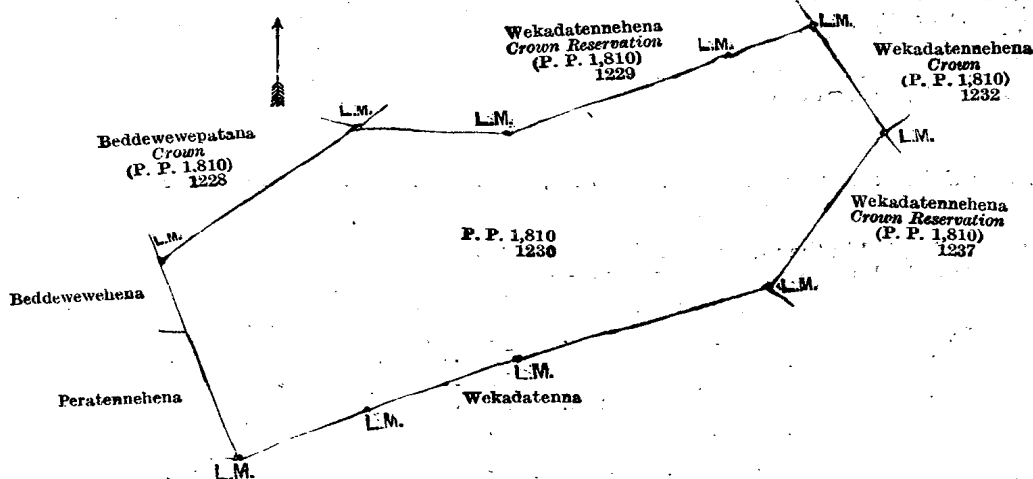 L.M.
Wekadatennehena
Crown Reservation
(P. P. 1,810)
1229
L.M.
Wekadatennehena
Crown
(P. P. 1,810)
1232
L.M.
L.M.
L.M.
Beddewewepatana
Crown
(P. P. 1,810)
1228
Wekadatennehena
Crown Reservation
(P. P. 1,810)
1237
L.M.
P. P. 1,810
1230
Beddewewehena
L.M.
L.M.
Peratennehena
Wekadatenna
L.M.
L.M.